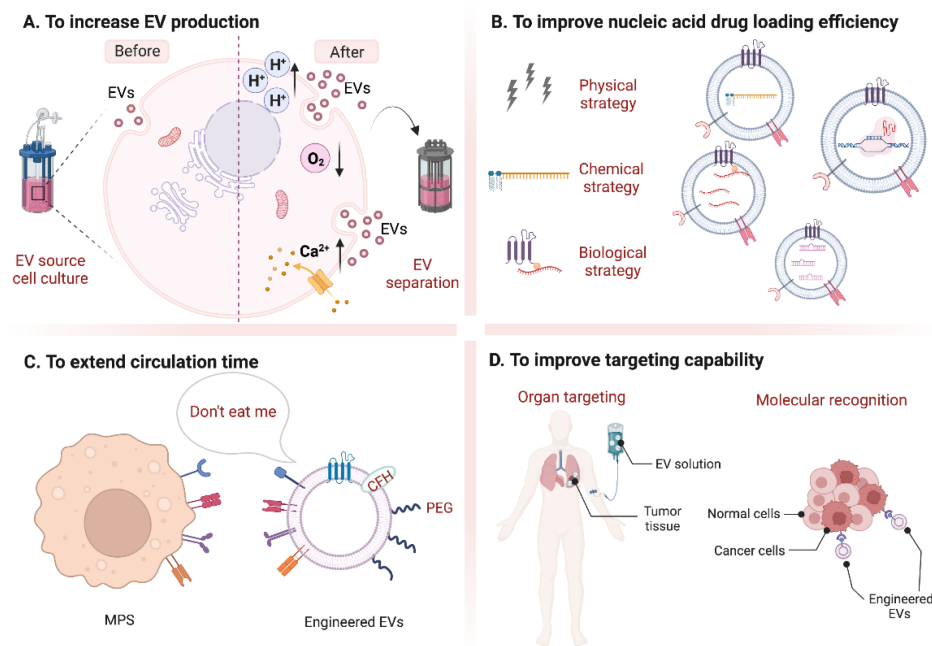 A. To increase EV production
Before
After
EVs
H⁺
H⁺
H⁺
EVs
O₂
EVs
Ca²⁺
EV source
cell culture
EV
separation
B. To improve nucleic acid drug loading efficiency
Physical
strategy
Chemical
strategy
Biological
strategy
C. To extend circulation time
Don't eat me
CFH
PEG
MPS
Engineered EVs
D. To improve targeting capability
Organ targeting
Molecular recognition
EV solution
Tumor
tissue
Normal cells
Cancer cells
Engineered
EVs